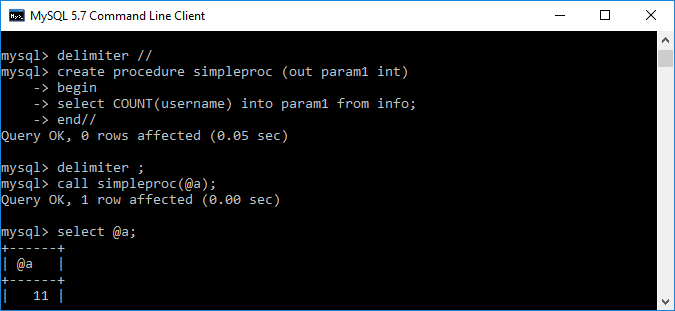 MySQL 5.7 Command Line Client
mysql> delimiter //
mysql> create procedure simpleproc (out param1 int)
    -> begin
    -> select COUNT(username) into param1 from info;
    -> end//
Query OK, 0 rows affected (0.05 sec)
mysql> delimiter ;
mysql> call simpleproc(@a);
Query OK, 1 row affected (0.00 sec)
mysql> select @a;
+------+
| @a   |
+------+
|   11 |